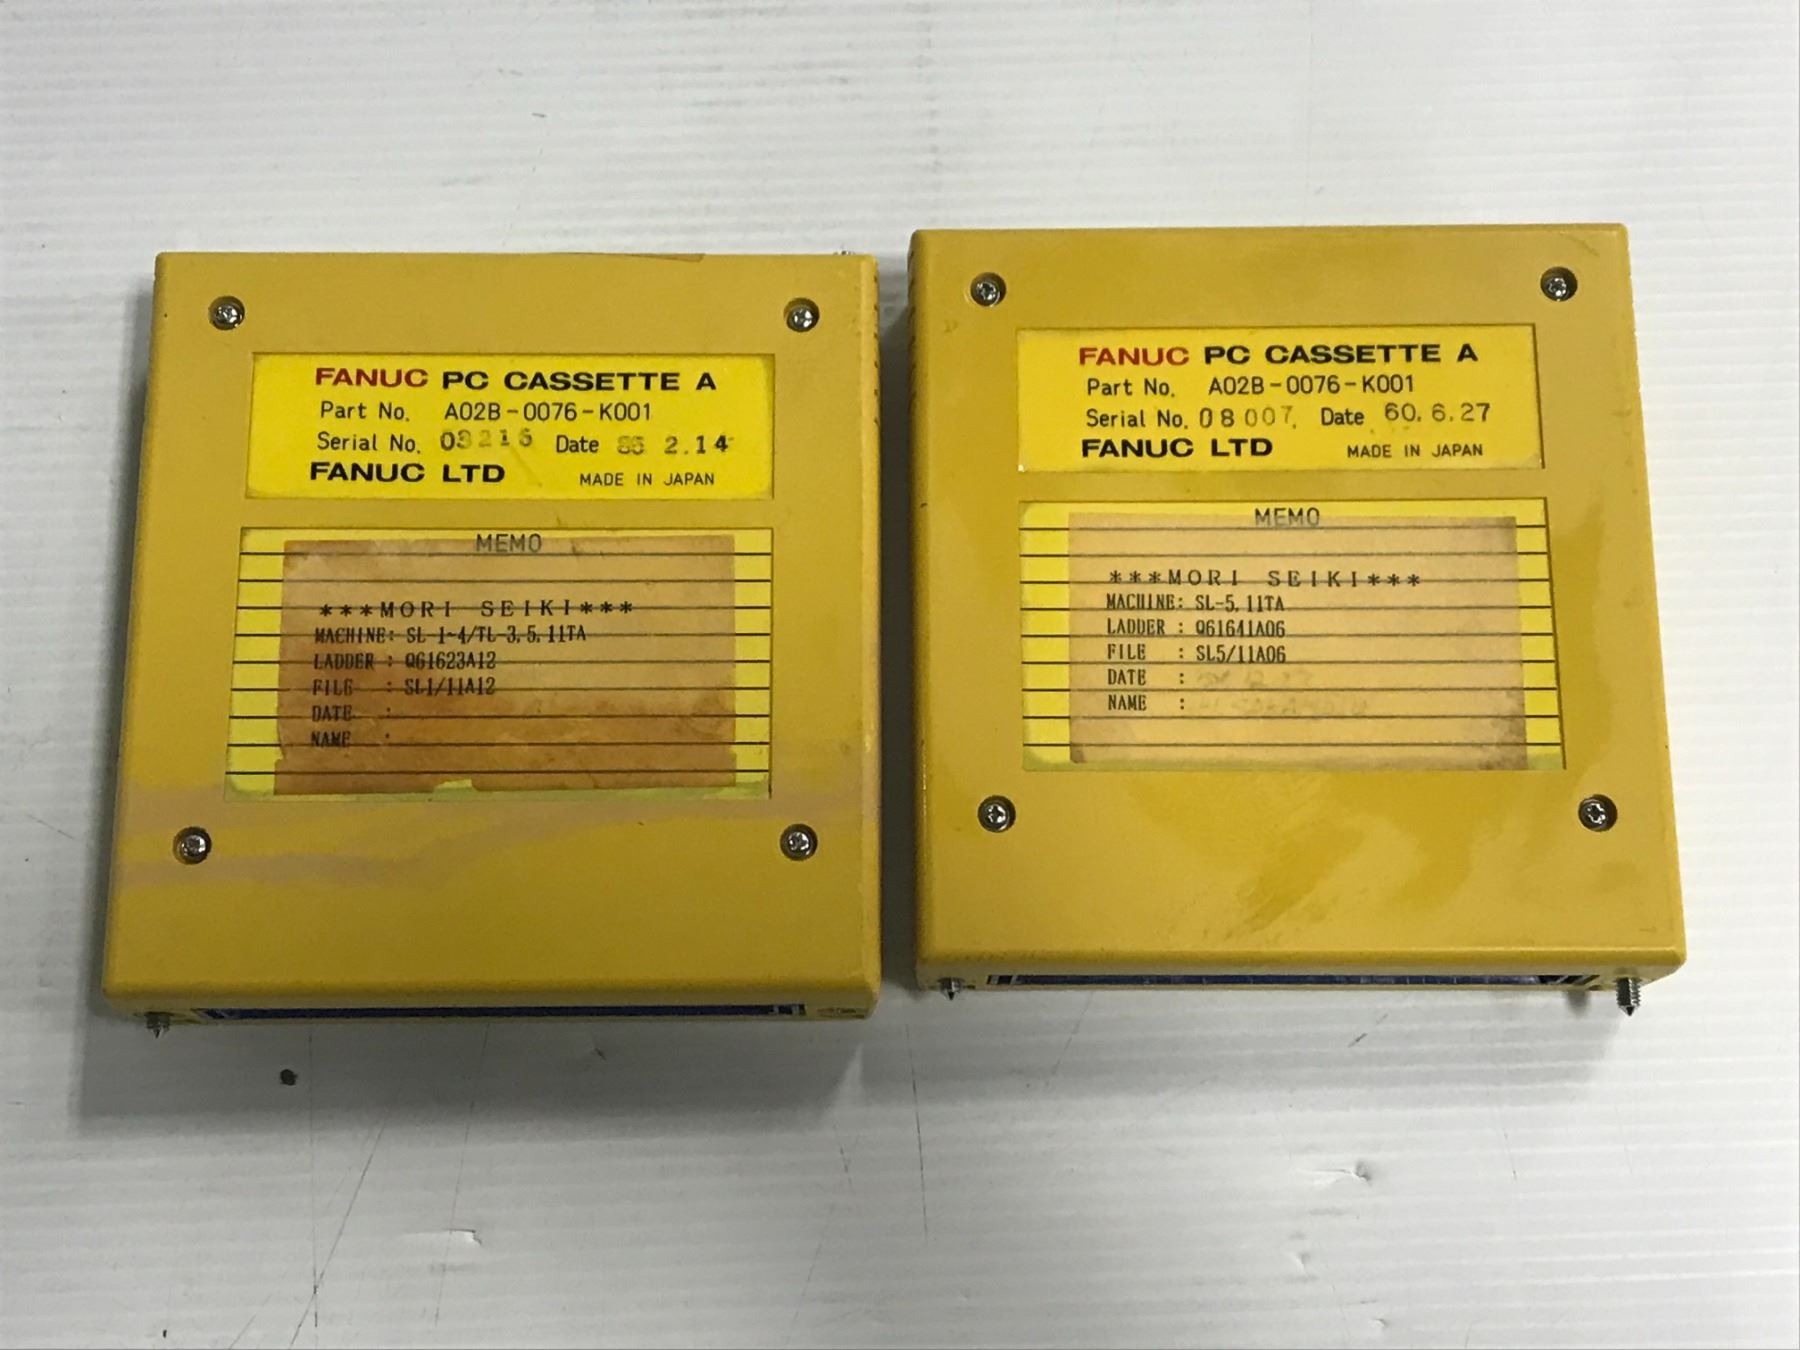 FANUC PC CASSETTE A
Part No. A02B-0076-K001
Serial No. Date 2.14
FANUC LTD MADE IN JAPAN
MEMO
***MORI SEIKI***
MACHINE: SL-1~4/TL-3,5.11TA
LADDER : Q61623A12
FILE : SL1/11A12
DATE :
NAME :
FANUC PC CASSETTE A
Part No. A02B-0076-K001
Serial No. 08007. Date 60.6.27
FANUC LTD MADE IN JAPAN
MEMO
***MORI SEIKI***
MACHINE: SL-5.11TA
LADDER : Q61641A06
FILE : SL5/11A06
DATE :
NAME :